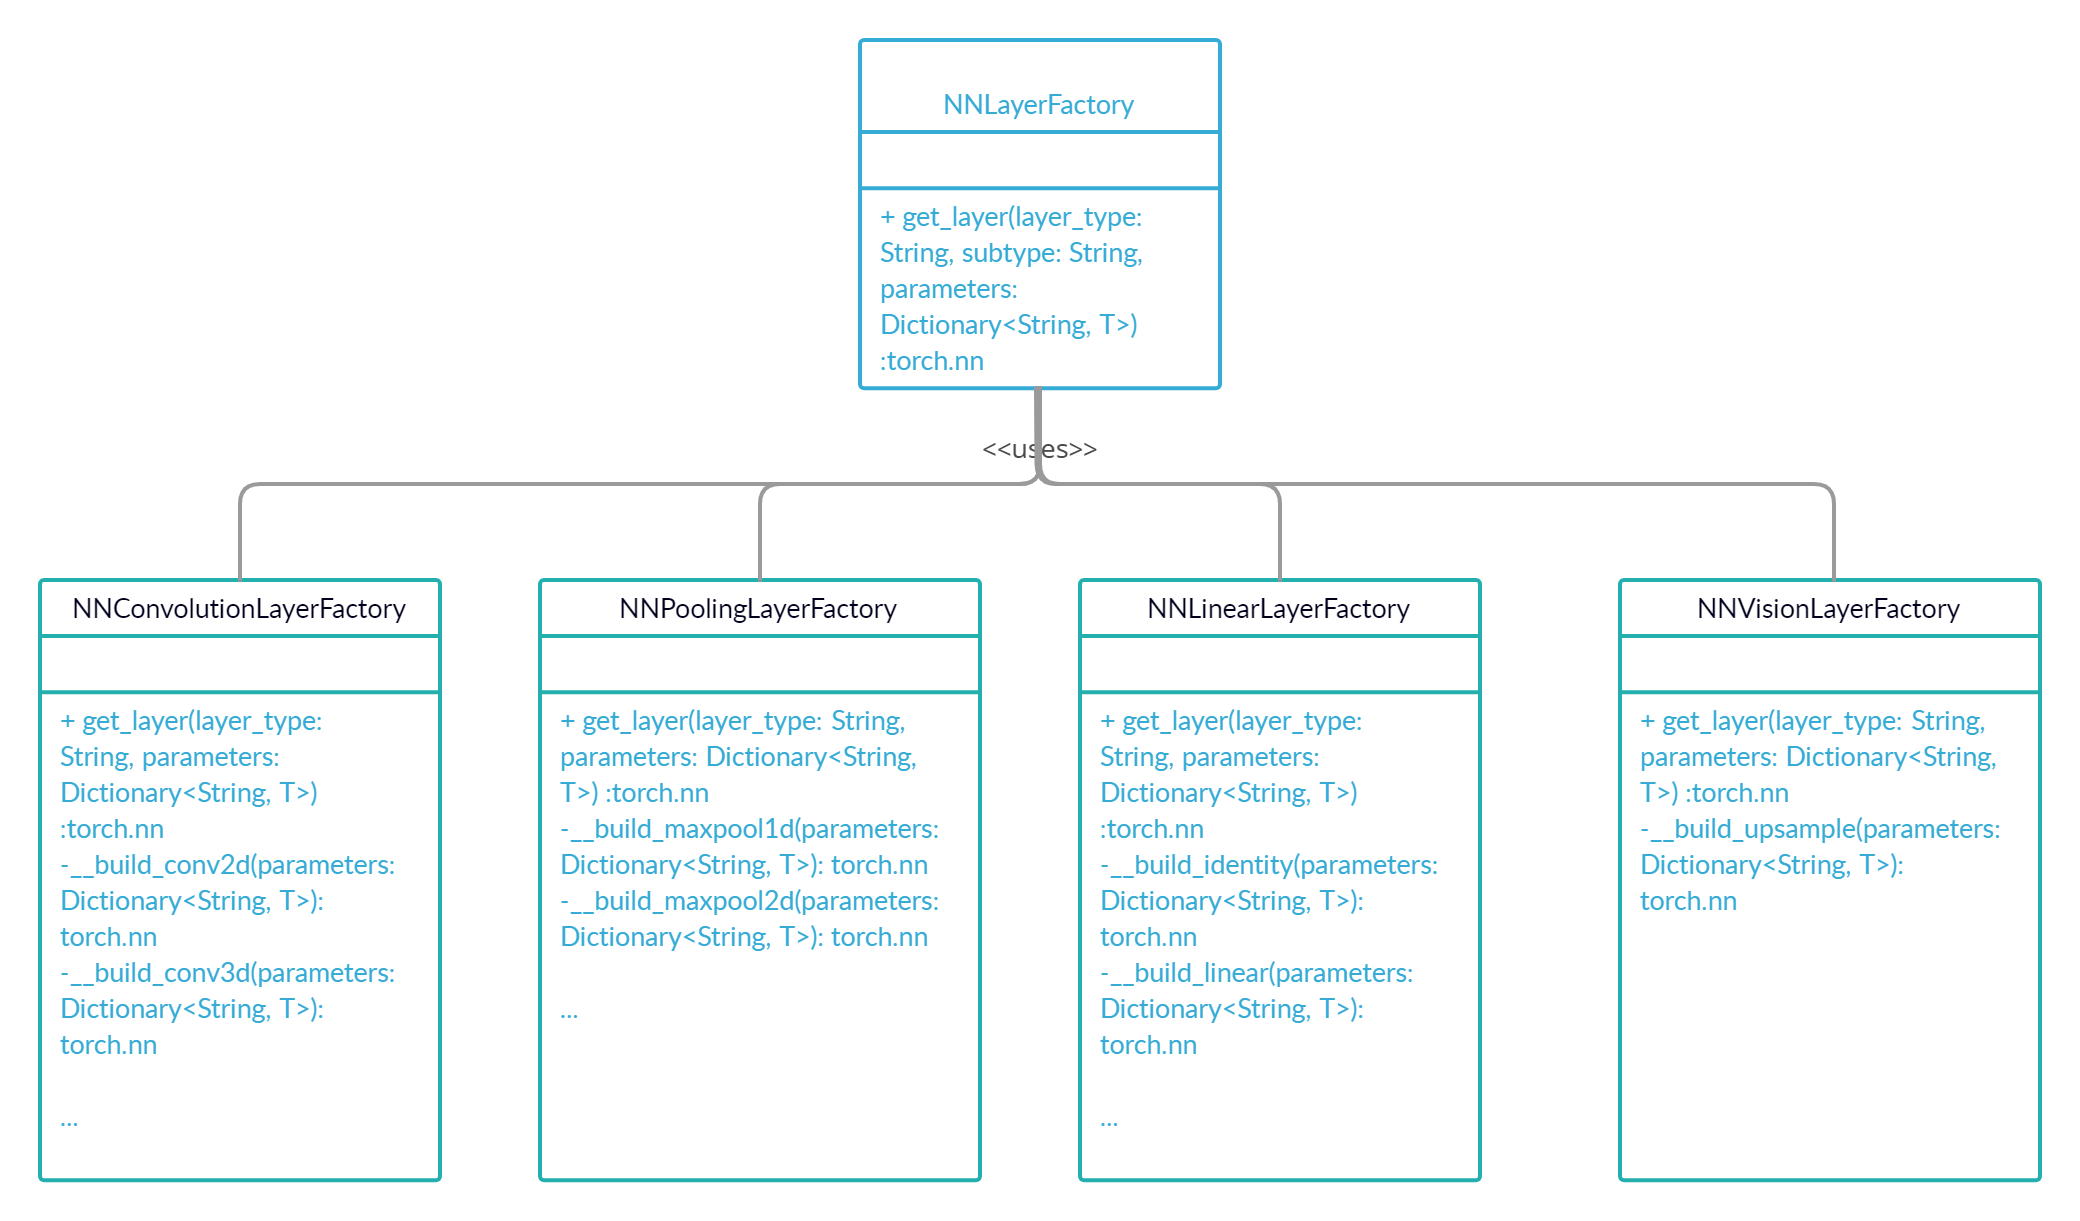 NNLayerFactory
+ get_layer(layer_type:
String, subtype: String,
parameters:
Dictionary<String, T>)
:torch.nn
<<uses>>
NNConvolutionLayerFactory
+ get_layer(layer_type:
String, parameters:
Dictionary<String, T>)
:torch.nn
-__build_conv2d(parameters:
Dictionary<String, T>):
torch.nn
-__build_conv3d(parameters:
Dictionary<String, T>):
torch.nn
...
NNPoolingLayerFactory
+ get_layer(layer_type: String,
parameters: Dictionary<String,
T>) :torch.nn
-__build_maxpool1d(parameters:
Dictionary<String, T>): torch.nn
-__build_maxpool2d(parameters:
Dictionary<String, T>): torch.nn
...
NNLinearLayerFactory
+ get_layer(layer_type:
String, parameters:
Dictionary<String, T>)
:torch.nn
-__build_identity(parameters:
Dictionary<String, T>):
torch.nn
-__build_linear(parameters:
Dictionary<String, T>):
torch.nn
...
NNVisionLayerFactory
+ get_layer(layer_type: String,
parameters: Dictionary<String,
T>) :torch.nn
-__build_upsample(parameters:
Dictionary<String, T>):
torch.nn